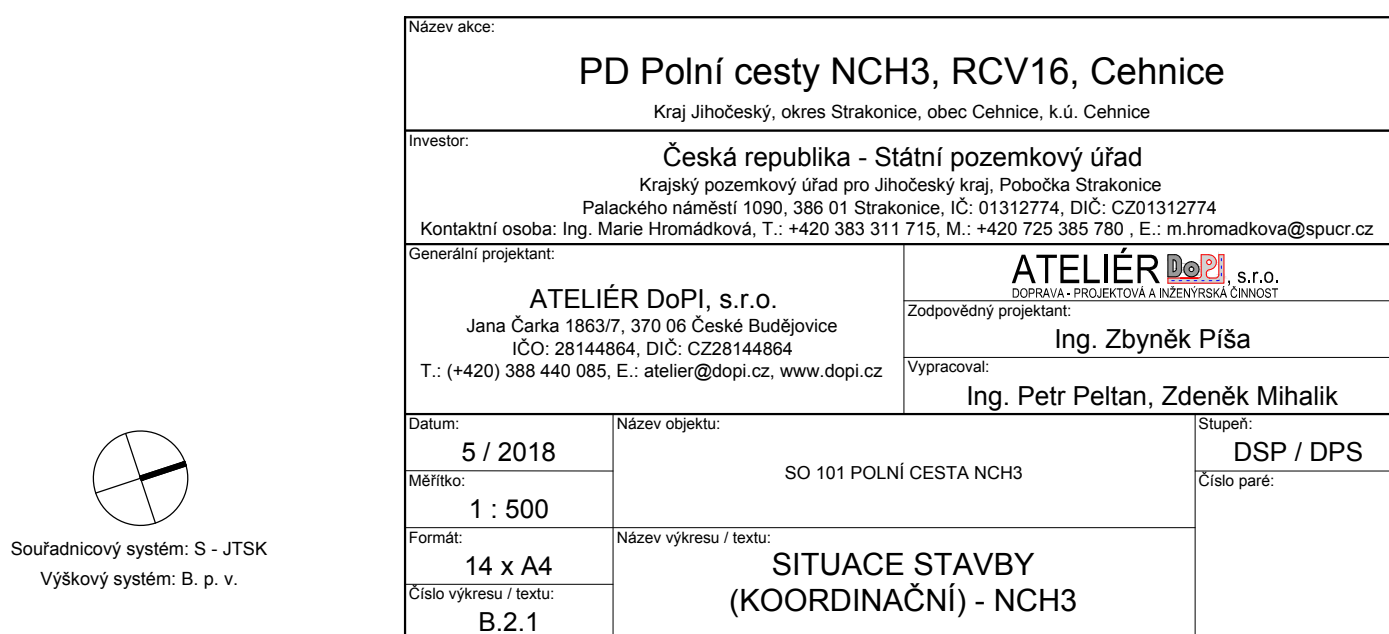 Název akce:
PD Polní cesty NCH3, RCV16, Cehnice
Kraj Jihočeský, okres Strakonice, obec Cehnice, k.ú. Cehnice
Investor:
Česká republika - Státní pozemkový úřad
Krajský pozemkový úřad pro Jihočeský kraj, Pobočka Strakonice
Palackého náměstí 1090, 386 01 Strakonice, IČ: 01312774, DIČ: CZ01312774
Kontaktní osoba: Ing. Marie Hromádková, T.: +420 383 311 715, M.: +420 725 385 780 , E.: m.hromadkova@spucr.cz
Generální projektant:
ATELIÉR DoPI, s.r.o.
Jana Čarka 1863/7, 370 06 České Budějovice
IČO: 28144864, DIČ: CZ28144864
T.: (+420) 388 440 085, E.: atelier@dopi.cz, www.dopi.cz
ATELIÉR DoPI, s.r.o.
DOPRAVA - PROJEKTOVÁ A INŽENÝRSKÁ ČINNOST
Zodpovědný projektant:
Ing. Zbyněk Píša
Vypracoval:
Ing. Petr Peltan, Zdeněk Mihalik
Datum:
5 / 2018
Název objektu:
SO 101 POLNÍ CESTA NCH3
Stupeň:
DSP / DPS
Měřítko:
1 : 500
Číslo paré:
Formát:
14 x A4
Název výkresu / textu:
SITUACE STAVBY
(KOORDINAČNÍ) - NCH3
Číslo výkresu / textu:
B.2.1
Souřadnicový systém: S - JTSK
Výškový systém: B. p. v.